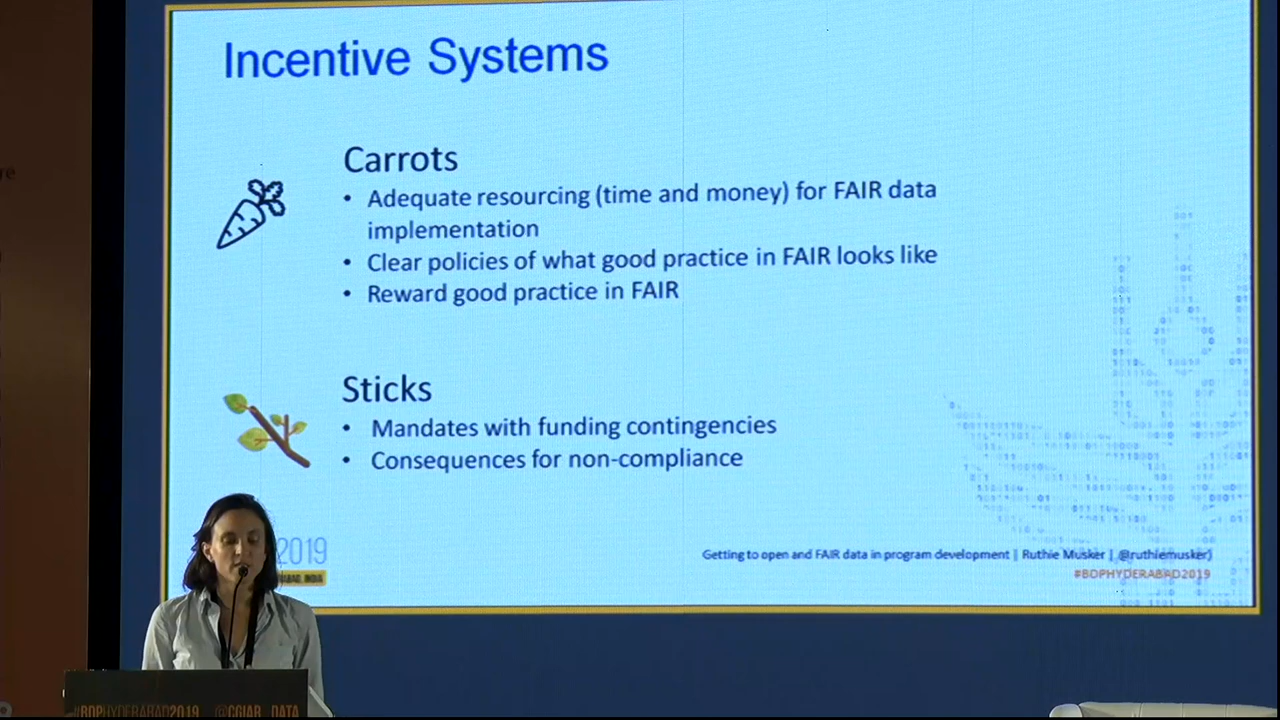 Incentive Systems
Carrots
• Adequate resourcing (time and money) for FAIR data
implementation
• Clear policies of what good practice in FAIR looks like
• Reward good practice in FAIR
Sticks
• Mandates with funding contingencies
• Consequences for non-compliance
2019
INDIA
Getting to open and FAIR data in program development | Ruthie Musker | @ruthiemusker)
#BDPHYDERABAD2019
#BDPHYDERABAD2019 @CGIAR_DATA